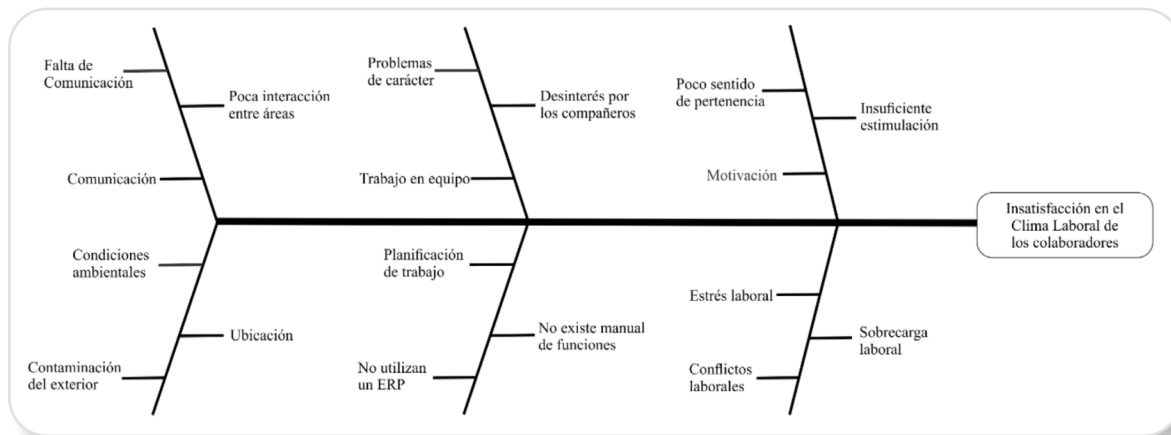 Falta de
Comunicación
Poca interacción
entre áreas
Comunicación
Problemas
de carácter
Desinterés por
los compañeros
Trabajo en equipo
Poco sentido
de pertenencia
Insuficiente
estimulación
Motivación
Insatisfacción en el
Clima Laboral de
los colaboradores
Condiciones
ambientales
Ubicación
Contaminación
del exterior
Planificación
de trabajo
No existe manual
de funciones
No utilizan
un ERP
Estrés laboral
Sobrecarga
laboral
Conflictos
laborales